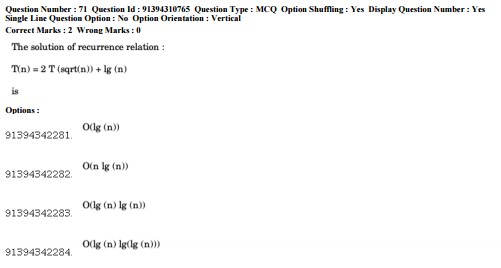 Question Number : 71 Question Id : 91394310765 Question Type : MCQ Option Shuffling : Yes Display Question Number : Yes
Single Line Question Option : No Option Orientation : Vertical
Correct Marks : 2 Wrong Marks : 0
The solution of recurrence relation :
T(n) = 2 T (sqrt(n)) + lg (n)
is
Options :
91394342281. O(lg (n))
91394342282. O(n lg (n))
91394342283. O(lg (n) lg (n))
91394342284. O(lg (n) lg(lg (n)))